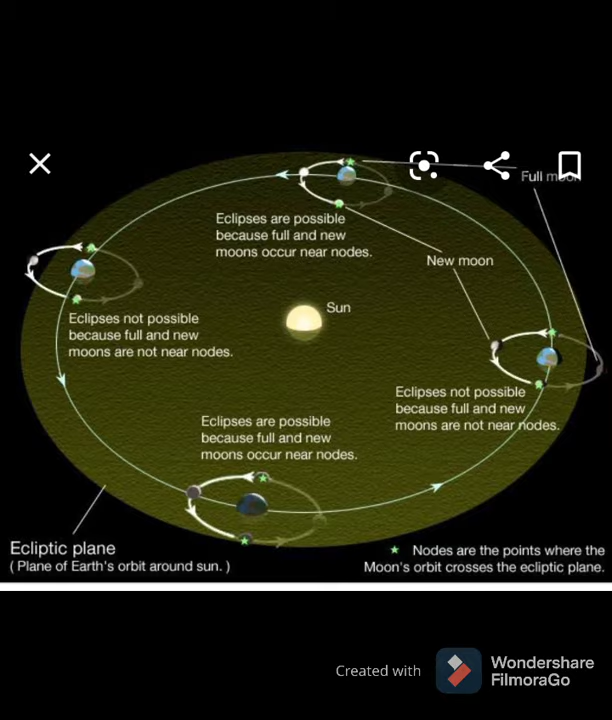 Full moon
Eclipses are possible
because full and new
moons occur near nodes.
New moon
Sun
Eclipses not possible
because full and new
moons are not near nodes.
Eclipses not possible
because full and new
moons are not near nodes.
Eclipses are possible
because full and new
moons occur near nodes.
Ecliptic plane
( Plane of Earth's orbit around sun. )
Nodes are the points where the
Moon's orbit crosses the ecliptic plane.
Created with
Wondershare
FilmoraGo